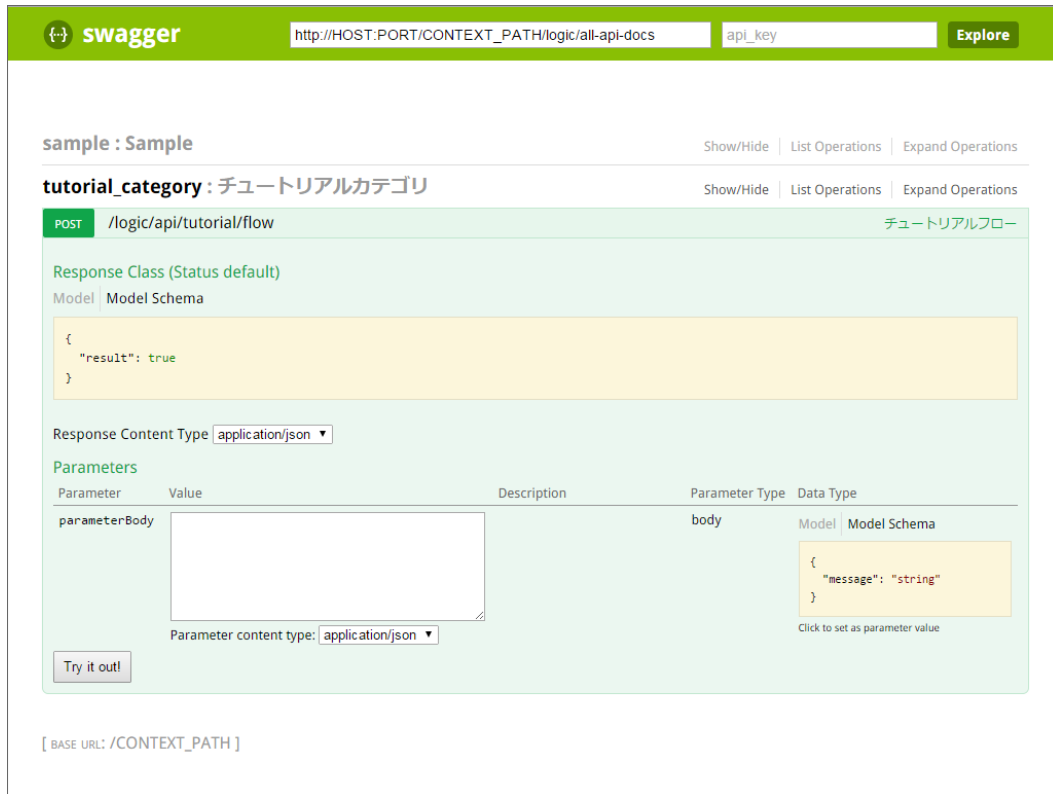 {···} swagger http://HOST:PORT/CONTEXT_PATH/logic/all-api-docs api_key Explore
sample : Sample Show/Hide List Operations Expand Operations
tutorial_category : チュートリアルカテゴリ Show/Hide List Operations Expand Operations
POST /logic/api/tutorial/flow チュートリアルフロー
Response Class (Status default)
Model Model Schema
{
"result": true
}
Response Content Type application/json
Parameters
Parameter Value Description Parameter Type Data Type
parameterBody body Model Model Schema
{
"message": "string"
}
Parameter content type: application/json Click to set as parameter value
Try it out!
[ BASE URL: /CONTEXT_PATH ]